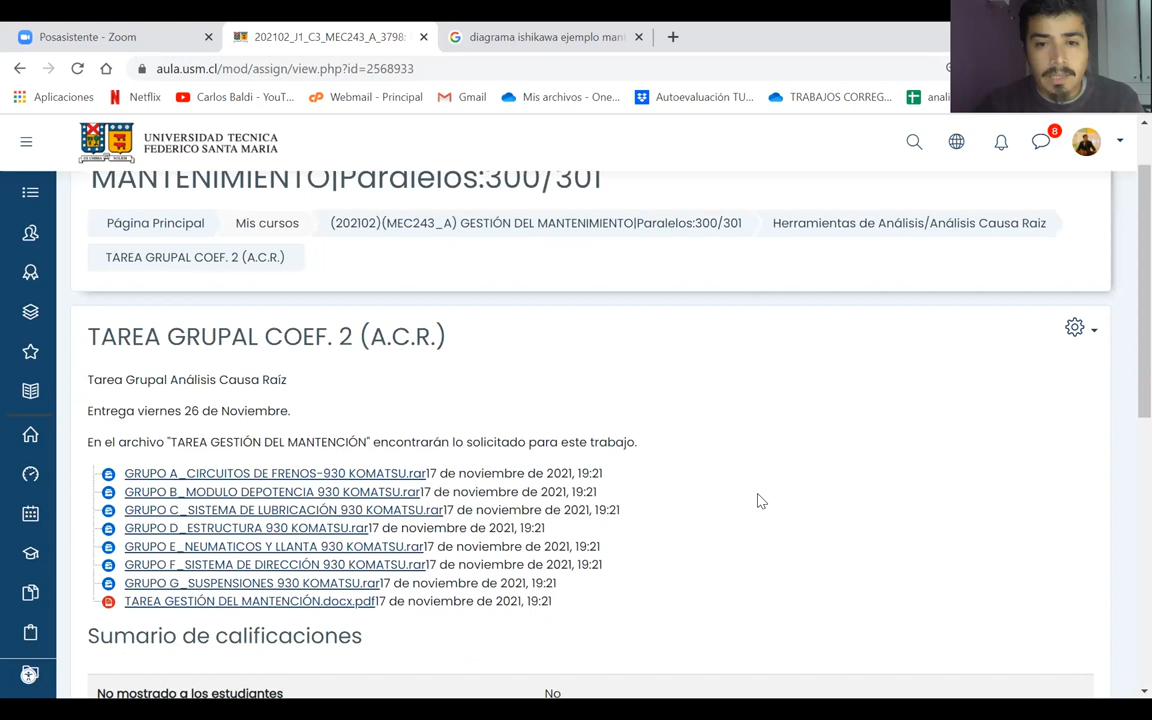 Posasistente - Zoom
202102_J1_C3_MEC243_A_3798:
diagrama ishikawa ejemplo man
aula.usm.cl/mod/assign/view.php?id=2568933
Aplicaciones
Netflix
Carlos Baldi - YouT...
Webmail - Principal
Gmail
Mis archivos - One...
Autoevaluación TU...
TRABAJOS CORREG...
anali
UNIVERSIDAD TECNICA
FEDERICO SANTA MARIA
8
MANTENIMIENTO|Paralelos:300/301
Página Principal
Mis cursos
(202102)(MEC243_A) GESTIÓN DEL MANTENIMIENTO|Paralelos:300/301
Herramientas de Análisis/Análisis Causa Raiz
TAREA GRUPAL COEF. 2 (A.C.R.)
TAREA GRUPAL COEF. 2 (A.C.R.)
Tarea Grupal Análisis Causa Raíz
Entrega viernes 26 de Noviembre.
En el archivo "TAREA GESTIÓN DEL MANTENCIÓN" encontrarán lo solicitado para este trabajo.
GRUPO A_CIRCUITOS DE FRENOS-930 KOMATSU.rar17 de noviembre de 2021, 19:21
GRUPO B_MODULO DEPOTENCIA 930 KOMATSU.rar17 de noviembre de 2021, 19:21
GRUPO C_SISTEMA DE LUBRICACIÓN 930 KOMATSU.rar17 de noviembre de 2021, 19:21
GRUPO D_ESTRUCTURA 930 KOMATSU.rar17 de noviembre de 2021, 19:21
GRUPO E_NEUMATICOS Y LLANTA 930 KOMATSU.rar17 de noviembre de 2021, 19:21
GRUPO F_SISTEMA DE DIRECCIÓN 930 KOMATSU.rar17 de noviembre de 2021, 19:21
GRUPO G_SUSPENSIONES 930 KOMATSU.rar17 de noviembre de 2021, 19:21
TAREA GESTIÓN DEL MANTENCIÓN.docx.pdf17 de noviembre de 2021, 19:21
Sumario de calificaciones
No mostrado a los estudiantes
No